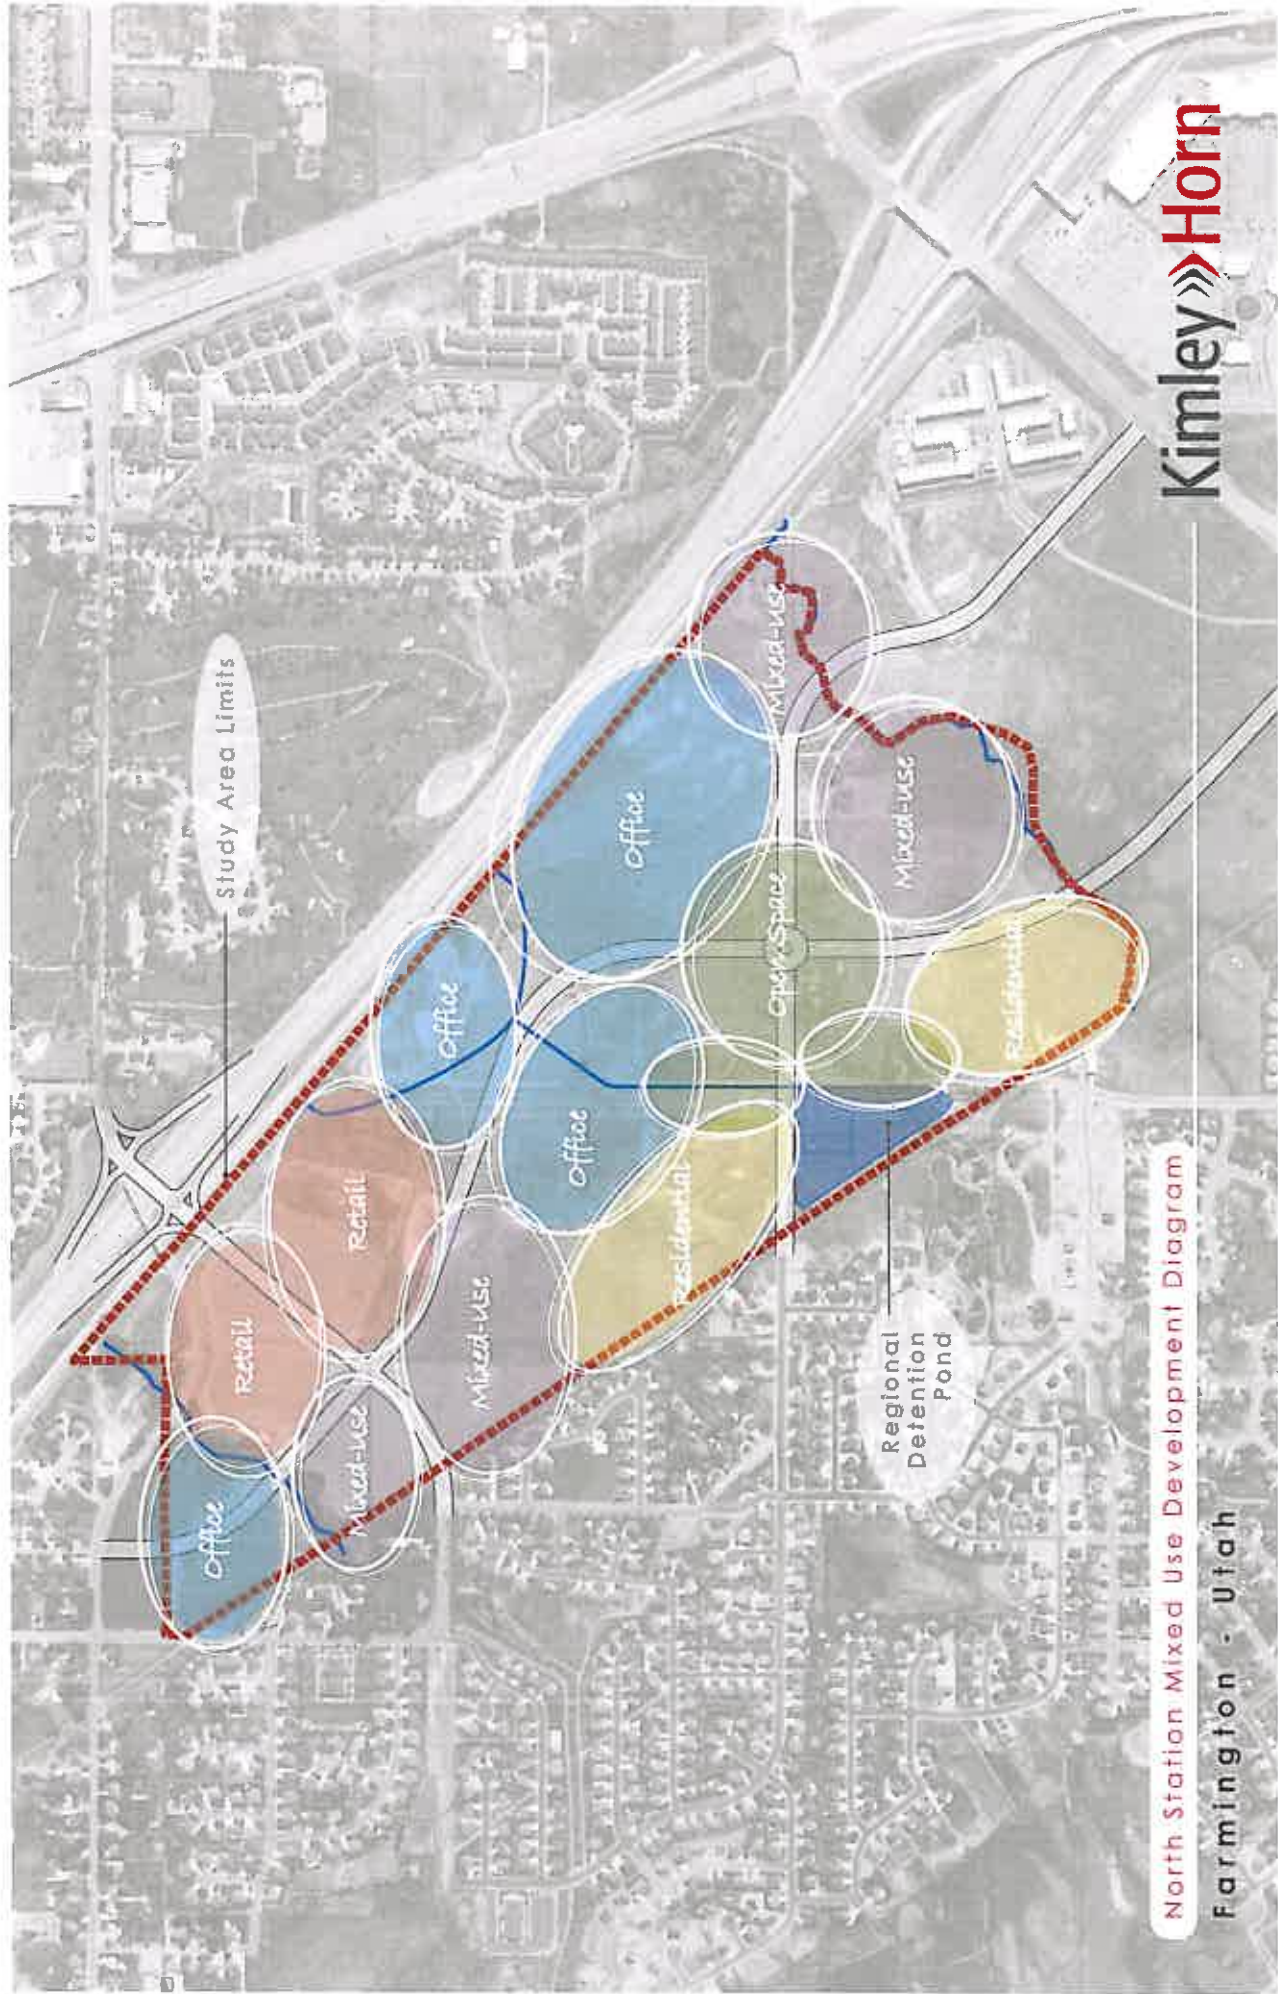 Study Area Limits
Office
Retail
Mixed-use
Retail
Mixed-use
Office
Office
Residential
Office
Open Space
Mixed-use
Mixed-use
Residential
Regional
Detention
Pond
North Station Mixed Use Development Diagram
Farmington - Utah
Kimley»Horn